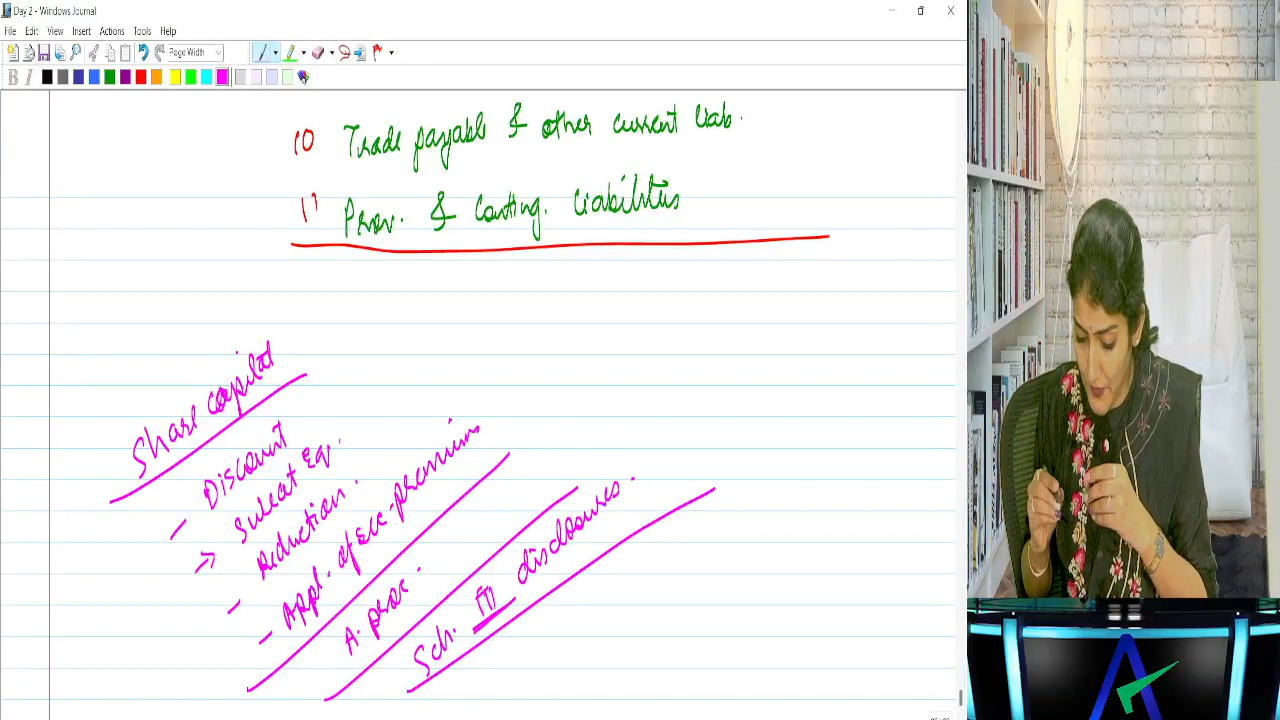 Day 2 - Windows Journal
File Edit View Insert Actions Tools Help
Page Width
B I
10 Trade payable & other current liab.
11 Prov. & Conting. liabilities
Share capital
- Discount
-> Sweat Eq.
- Reduction.
- Appl. of sec. premium
A. proc.
Sch. III disclosures.